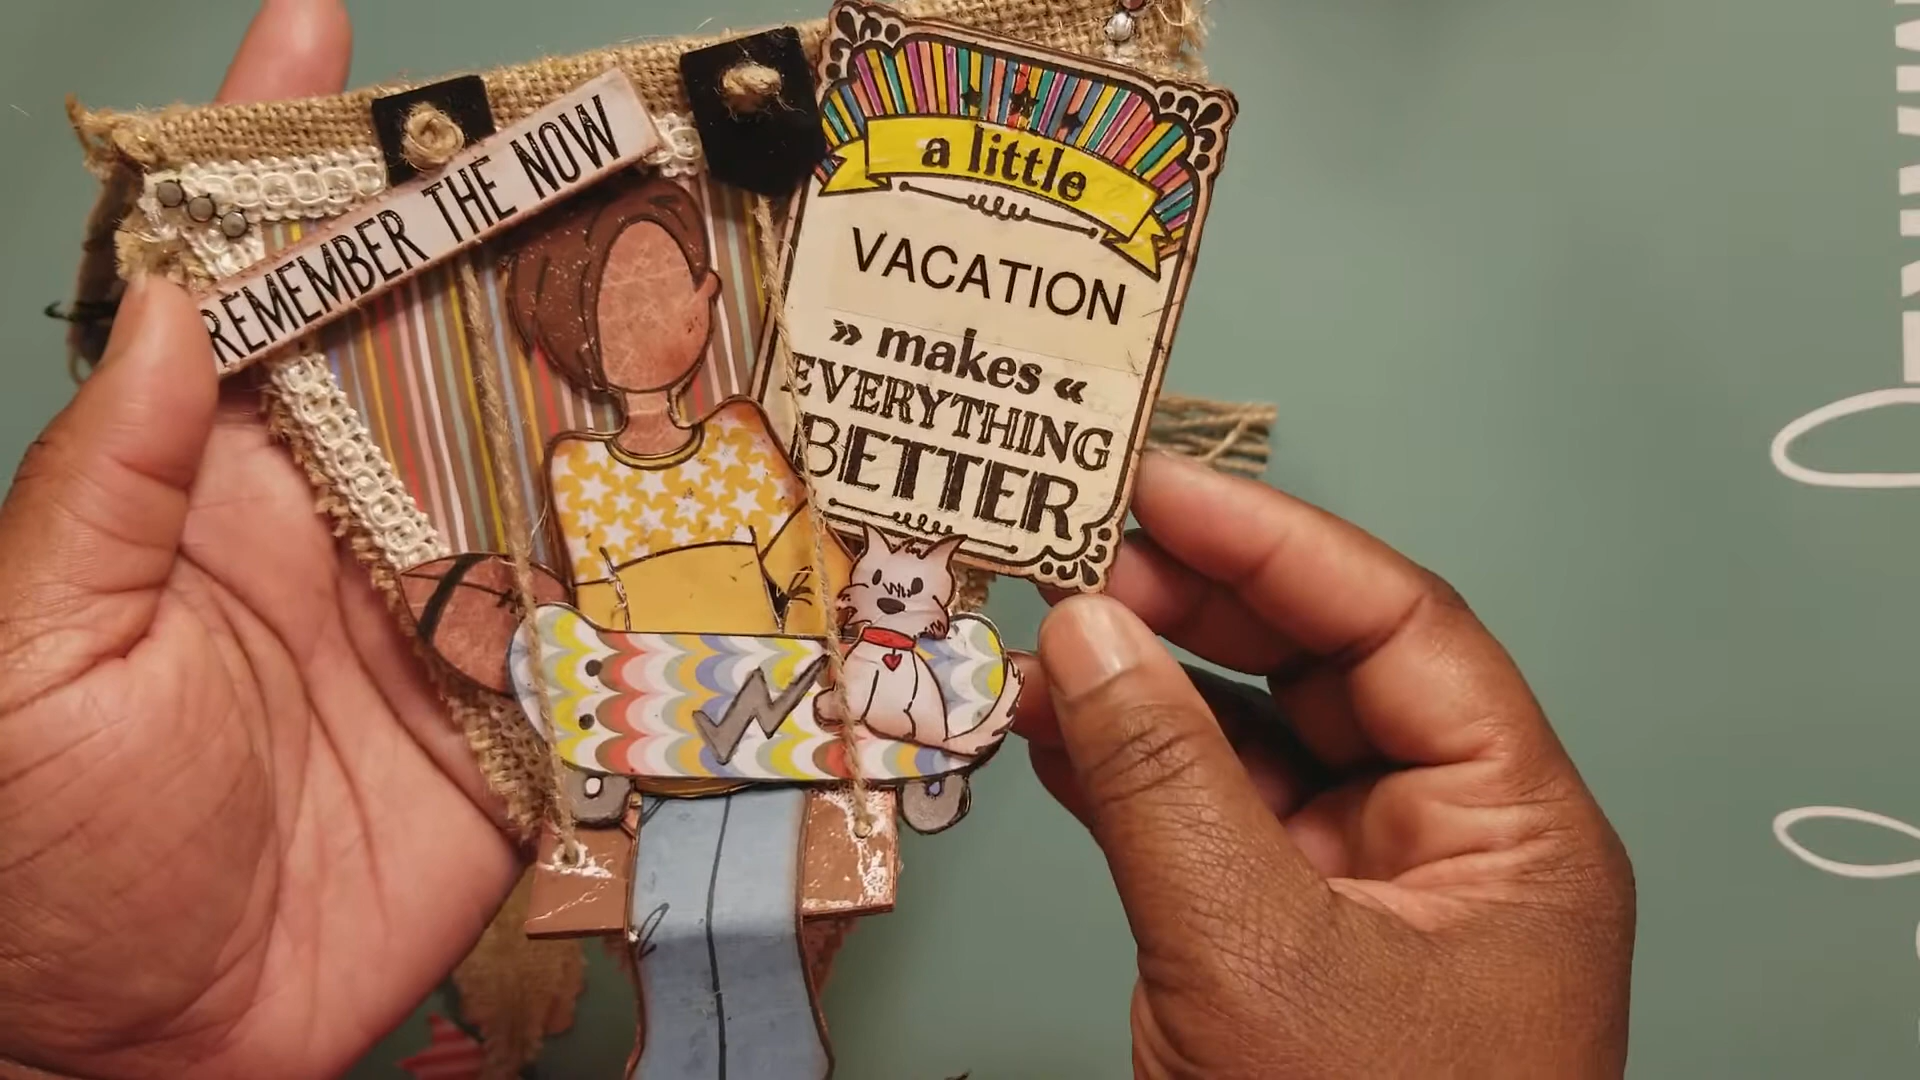 REMEMBER THE NOW
a little
VACATION
» makes «
EVERYTHING
BETTER